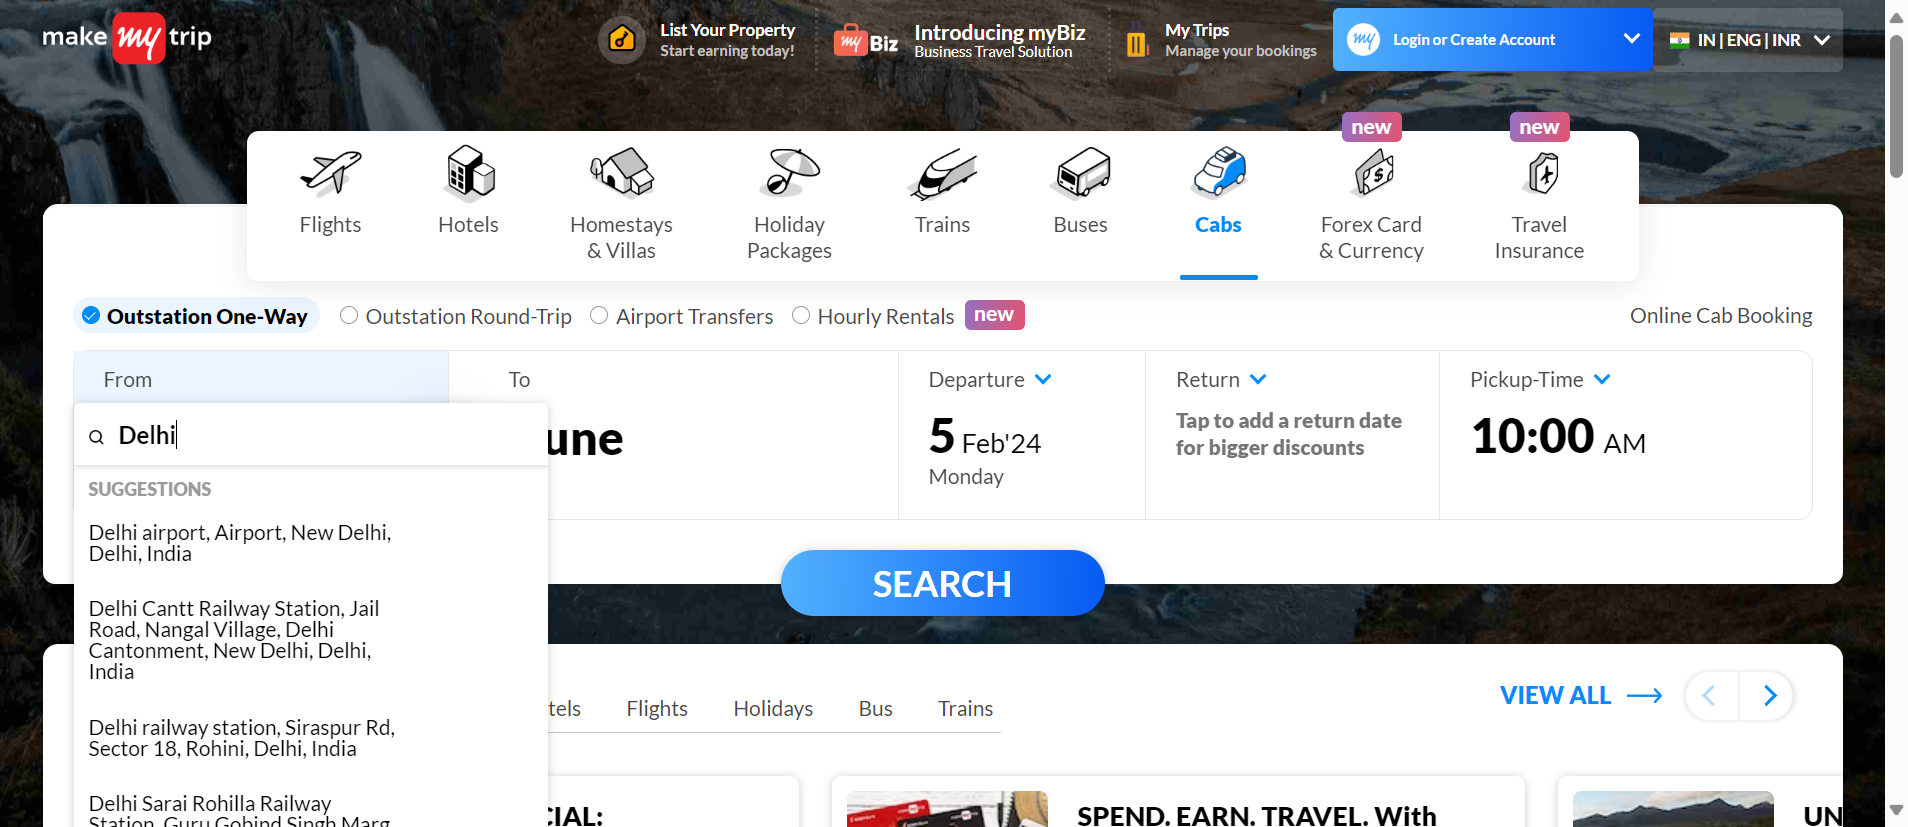 make my trip
List Your Property
Start earning today!
my Biz
Introducing myBiz
Business Travel Solution
My Trips
Manage your bookings
my
Login or Create Account
IN | ENG | INR
new
new
Flights
Hotels
Homestays
& Villas
Holiday
Packages
Trains
Buses
Cabs
Forex Card
& Currency
Travel
Insurance
Outstation One-Way
Outstation Round-Trip
Airport Transfers
Hourly Rentals
new
Online Cab Booking
From
To
Departure
Return
Pickup-Time
Delhi
une
5 Feb'24
Monday
Tap to add a return date
for bigger discounts
10:00 AM
SUGGESTIONS
Delhi airport, Airport, New Delhi,
Delhi, India
Delhi Cantt Railway Station, Jail
Road, Nangal Village, Delhi
Cantonment, New Delhi, Delhi,
India
Delhi railway station, Siraspur Rd,
Sector 18, Rohini, Delhi, India
Delhi Sarai Rohilla Railway
Station, Guru Gobind Singh Marg
SEARCH
tels
Flights
Holidays
Bus
Trains
VIEW ALL
CIAL:
SPEND. EARN. TRAVEL. With
UN